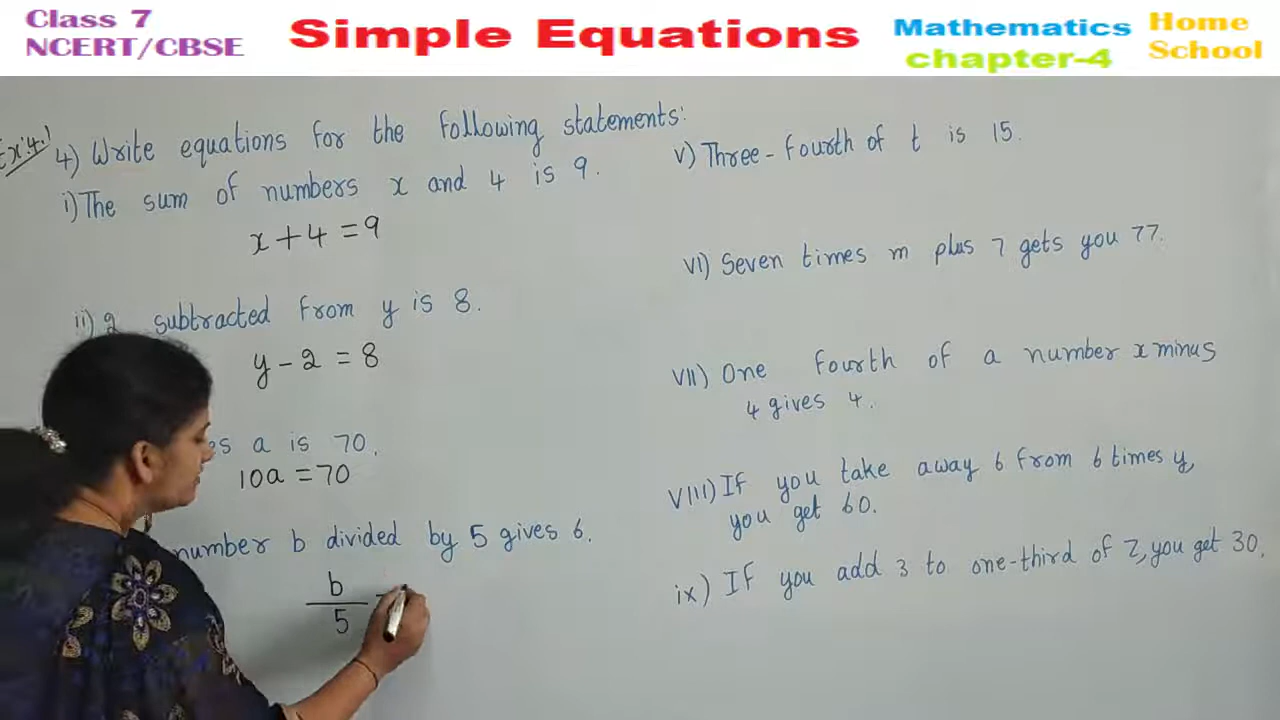 Class 7
NCERT/CBSE
Simple Equations
Mathematics
chapter-4
Home
School
Ex:4.1
4) Write equations for the following statements:
i) The sum of numbers x and 4 is 9.
x + 4 = 9
ii) 2 subtracted from y is 8.
y - 2 = 8
a is 70.
10a = 70
number b divided by 5 gives 6.
b
5
v) Three-fourth of t is 15.
VI) Seven times m plus 7 gets you 77.
VII) One fourth of a number x minus
4 gives 4.
VIII) If you take away 6 from 6 times y,
you get 60.
ix) If you add 3 to one-third of z, you get 30.